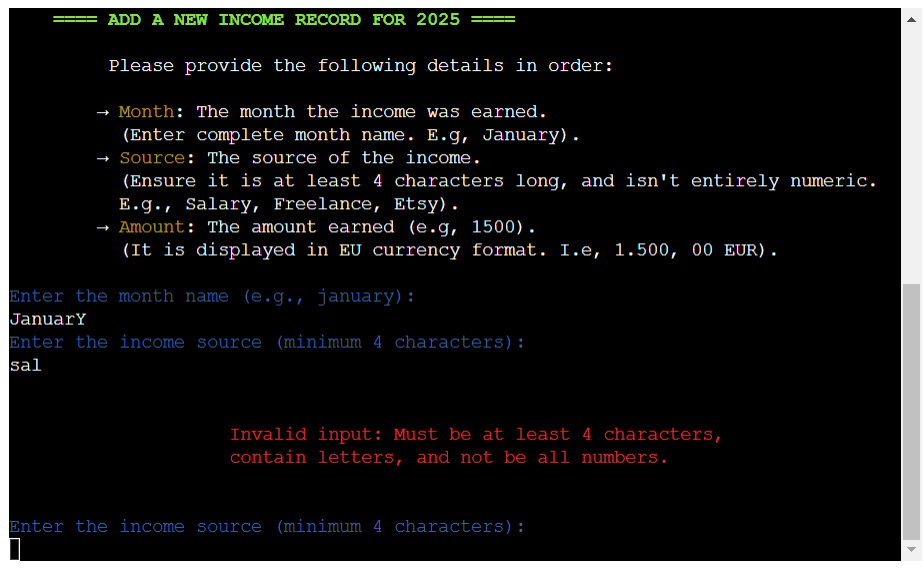 ==== ADD A NEW INCOME RECORD FOR 2025 ====
Please provide the following details in order:
→ Month: The month the income was earned.
(Enter complete month name. E.g, January).
→ Source: The source of the income.
(Ensure it is at least 4 characters long, and isn't entirely numeric.
E.g., Salary, Freelance, Etsy).
→ Amount: The amount earned (e.g, 1500).
(It is displayed in EU currency format. I.e, 1.500, 00 EUR).
Enter the month name (e.g., january):
JanuarY
Enter the income source (minimum 4 characters):
sal
Invalid input: Must be at least 4 characters,
contain letters, and not be all numbers.
Enter the income source (minimum 4 characters):